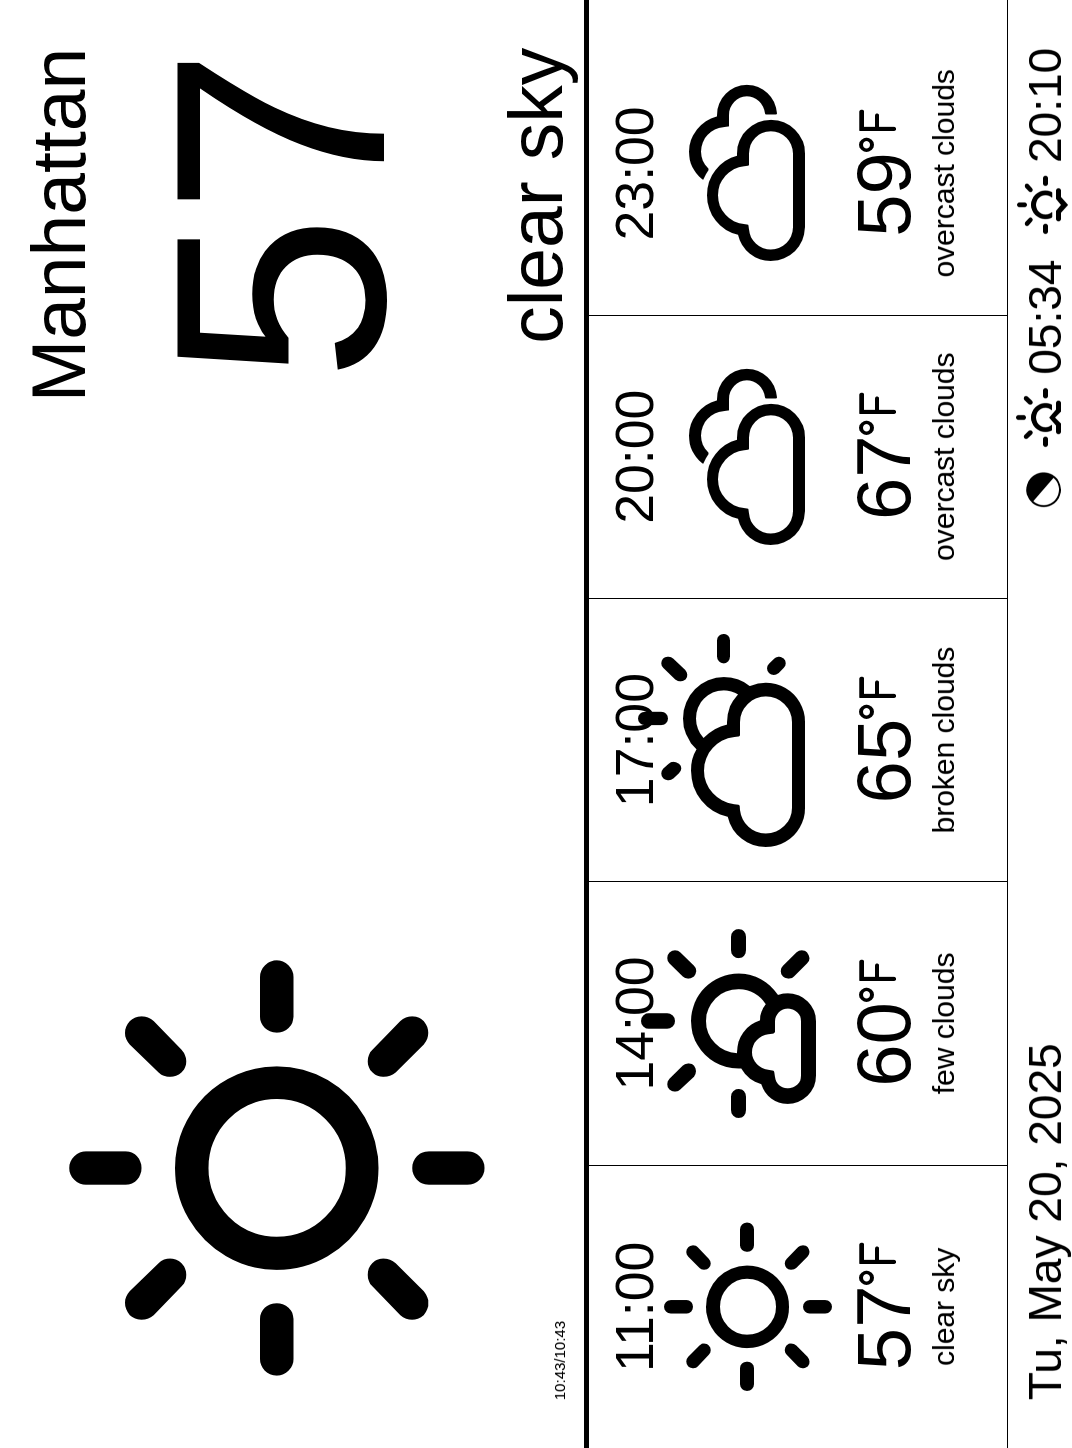 Manhattan
57
clear sky
10:43/10:43
11:00
57°F
clear sky
14:00
60°F
few clouds
17:00
65°F
broken clouds
20:00
67°F
overcast clouds
23:00
59°F
overcast clouds
Tu, May 20, 2025
05:34
20:10